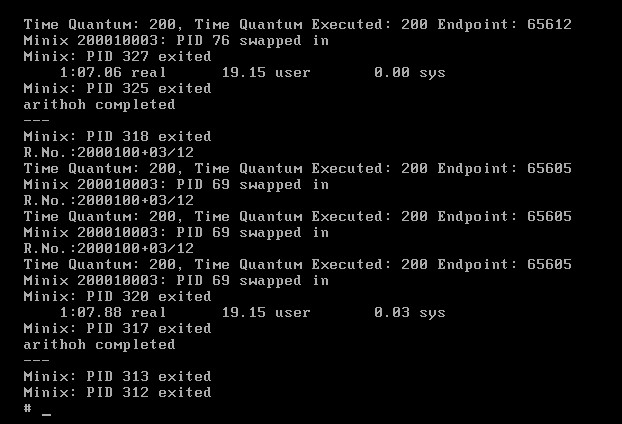 Time Quantum: 200, Time Quantum Executed: 200 Endpoint: 65612
Minix 200010003: PID 76 swapped in
Minix: PID 327 exited
1:07.06 real 19.15 user 0.00 sys
Minix: PID 325 exited
arithoh completed
---
Minix: PID 318 exited
R.No.:2000100+03/12
Time Quantum: 200, Time Quantum Executed: 200 Endpoint: 65605
Minix 200010003: PID 69 swapped in
R.No.:2000100+03/12
Time Quantum: 200, Time Quantum Executed: 200 Endpoint: 65605
Minix 200010003: PID 69 swapped in
R.No.:2000100+03/12
Time Quantum: 200, Time Quantum Executed: 200 Endpoint: 65605
Minix 200010003: PID 69 swapped in
Minix: PID 320 exited
1:07.88 real 19.15 user 0.03 sys
Minix: PID 317 exited
arithoh completed
---
Minix: PID 313 exited
Minix: PID 312 exited
# _